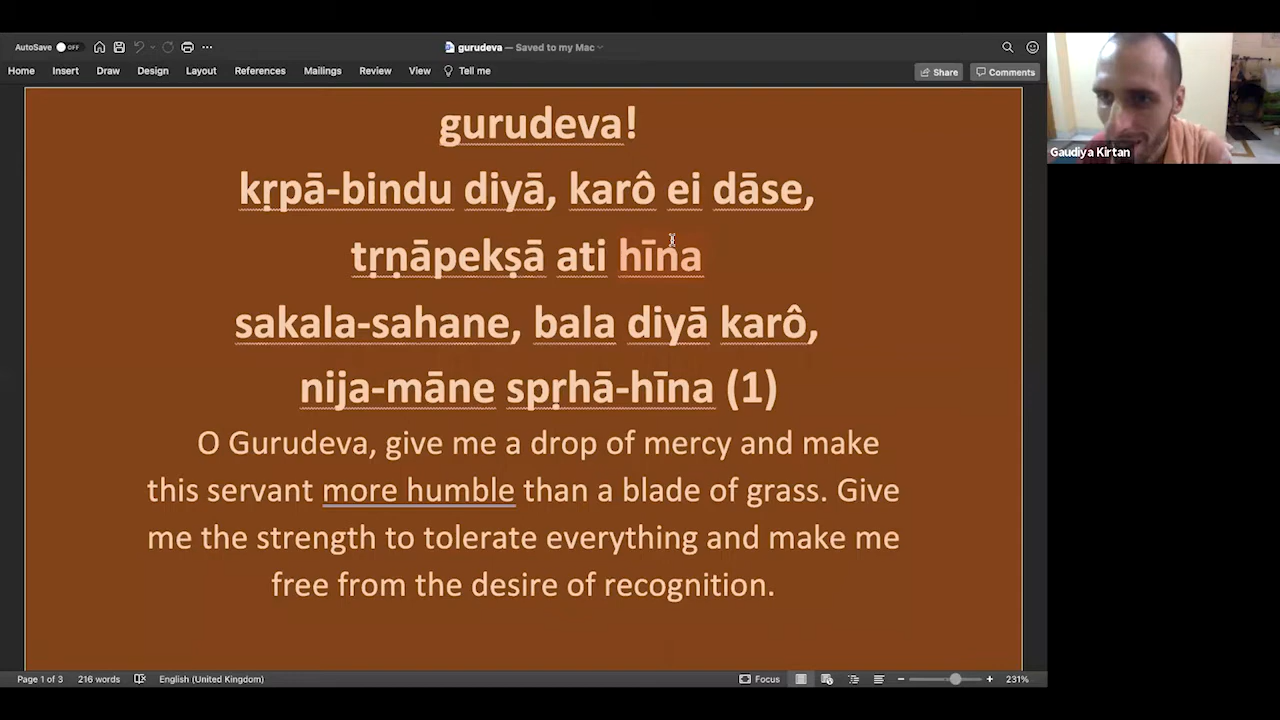 AutoSave OFF
gurudeva — Saved to my Mac
Home Insert Draw Design Layout References Mailings Review View Tell me
Share Comments
gurudeva!
kṛpā-bindu diyā, karô ei dāse,
tṛṇāpekṣā ati hīna
sakala-sahane, bala diyā karô,
nija-māne spṛhā-hīna (1)
O Gurudeva, give me a drop of mercy and make
this servant more humble than a blade of grass. Give
me the strength to tolerate everything and make me
free from the desire of recognition.
Gaudiya Kirtan
Page 1 of 3 216 words English (United Kingdom) Focus 231%